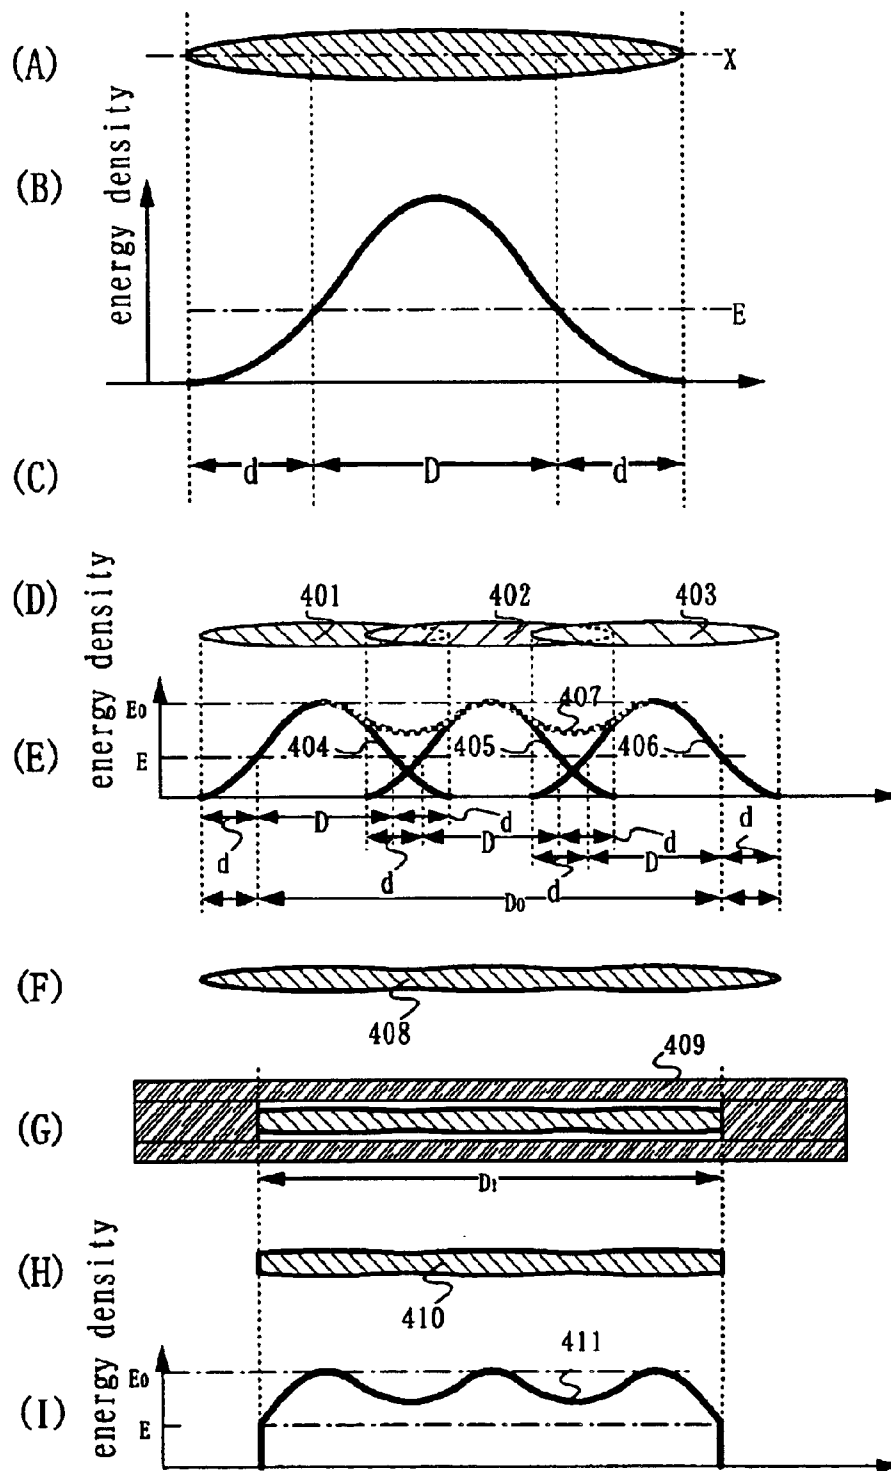 (A)
X
(B)
energy density
E
(C)
d D d
(D)
energy density
401 402 403
(E)
E0
E
404 405 406
407
D d D d D d
d d d
D0
(F)
408
409
(G)
D1
(H)
410
energy density
411
(I)
E0
E